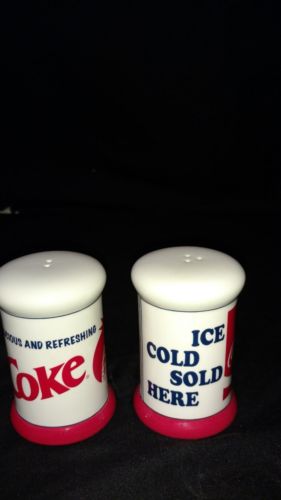 AND REFRESHING
Coke®
ICE
COLD
SOLD
HERE